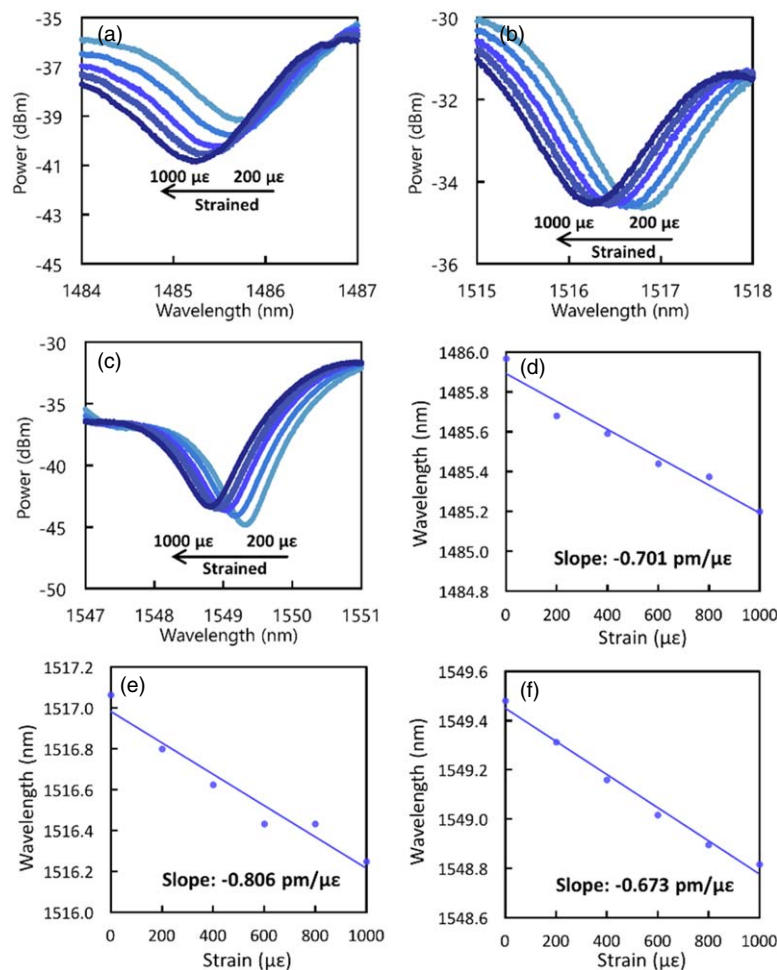 (a)
-35
-37
-39
-41
-43
-45
Power (dBm)
1000 µε 200 µε
Strained
1484 1485 1486 1487
Wavelength (nm)
(b)
-30
-32
-34
-36
Power (dBm)
1000 µε 200 µε
Strained
1515 1516 1517 1518
Wavelength (nm)
(c)
-30
-35
-40
-45
-50
Power (dBm)
1000 µε 200 µε
Strained
1547 1548 1549 1550 1551
Wavelength (nm)
(d)
1486.0
1485.8
1485.6
1485.4
1485.2
1485.0
1484.8
Wavelength (nm)
Slope: -0.701 pm/µε
0 200 400 600 800 1000
Strain (µε)
(e)
1517.2
1517.0
1516.8
1516.6
1516.4
1516.2
1516.0
Wavelength (nm)
Slope: -0.806 pm/µε
0 200 400 600 800 1000
Strain (µε)
(f)
1549.6
1549.4
1549.2
1549.0
1548.8
1548.6
Wavelength (nm)
Slope: -0.673 pm/µε
0 200 400 600 800 1000
Strain (µε)